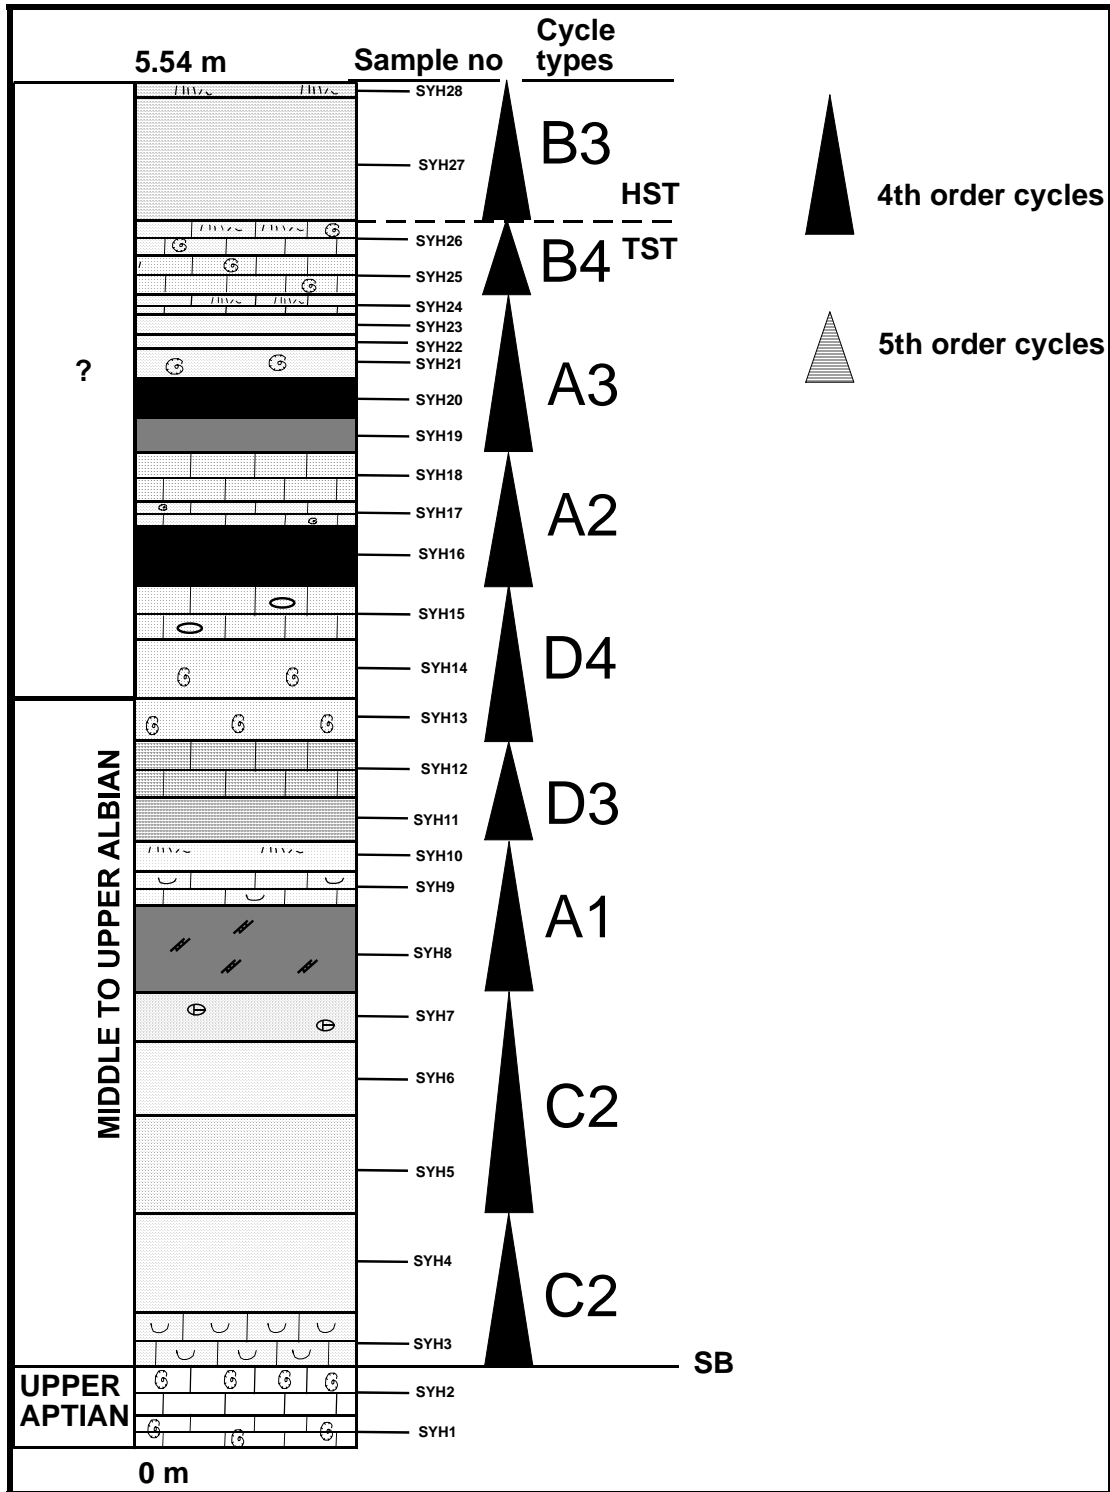 Cycle
5.54 m Sample no types
SYH28
B3
SYH27
HST
4th order cycles
SYH26
TST
B4
SYH25
SYH24
SYH23
SYH22
5th order cycles
SYH21
?
A3
SYH20
SYH19
SYH18
A2
SYH17
SYH16
SYH15
D4
SYH14
SYH13
MIDDLE TO UPPER ALBIAN
SYH12
D3
SYH11
SYH10
SYH9
A1
SYH8
SYH7
SYH6
C2
SYH5
SYH4
C2
SYH3
SB
UPPER
APTIAN
SYH2
SYH1
0 m